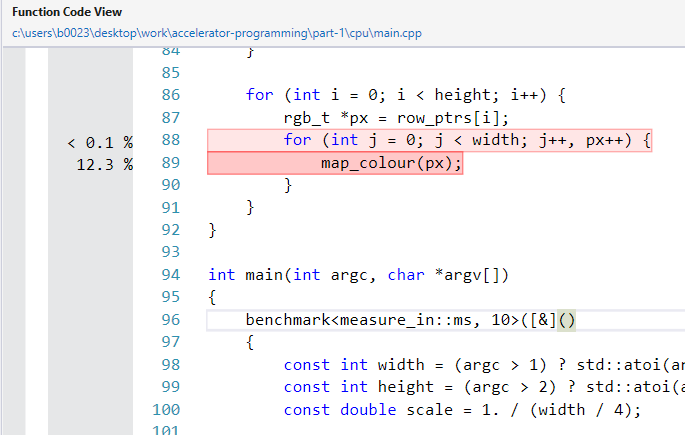 Function Code View
c:\users\b0023\desktop\work\accelerator-programming\part-1\cpu\main.cpp
84 }
85
86 for (int i = 0; i < height; i++) {
87 rgb_t *px = row_ptrs[i];
< 0.1 % 88 for (int j = 0; j < width; j++, px++) {
12.3 % 89 map_colour(px);
90 }
91 }
92 }
93
94 int main(int argc, char *argv[])
95 {
96 benchmark<measure_in::ms, 10>([&]()
97 {
98 const int width = (argc > 1) ? std::atoi(
99 const int height = (argc > 2) ? std::atoi(
100 const double scale = 1. / (width / 4);
101